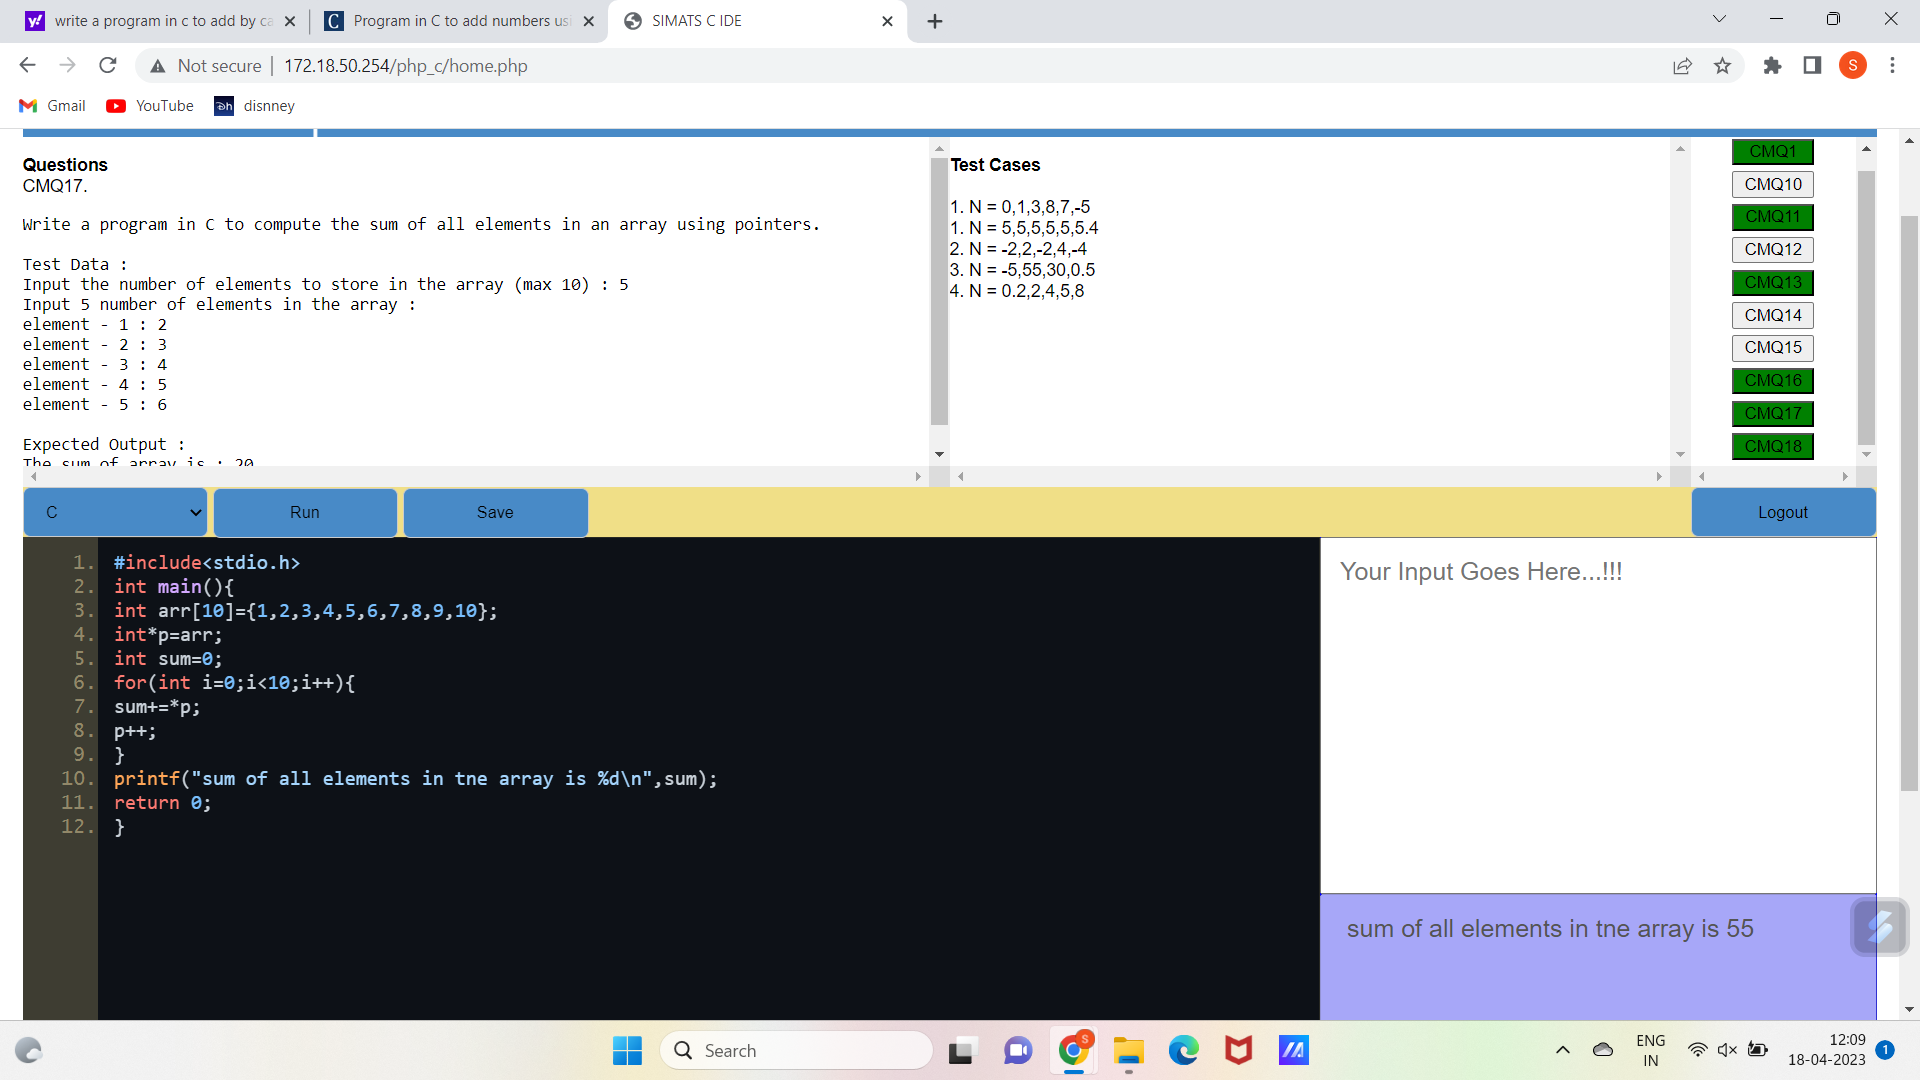 write a program in c to add by ca
Program in C to add numbers usi
SIMATS C IDE
Not secure
172.18.50.254/php_c/home.php
S
Gmail
YouTube
disnney
Questions
CMQ17.
Write a program in C to compute the sum of all elements in an array using pointers.
Test Data :
Input the number of elements to store in the array (max 10) : 5
Input 5 number of elements in the array :
element - 1 : 2
element - 2 : 3
element - 3 : 4
element - 4 : 5
element - 5 : 6
Expected Output :
The sum of array is : 20
Test Cases
1. N = 0,1,3,8,7,-5
1. N = 5,5,5,5,5,5.4
2. N = -2,2,-2,4,-4
3. N = -5,55,30,0.5
4. N = 0.2,2,4,5,8
CMQ1
CMQ10
CMQ11
CMQ12
CMQ13
CMQ14
CMQ15
CMQ16
CMQ17
CMQ18
C
Run
Save
Logout
1. #include<stdio.h>
2. int main(){
3. int arr[10]={1,2,3,4,5,6,7,8,9,10};
4. int*p=arr;
5. int sum=0;
6. for(int i=0;i<10;i++){
7. sum+=*p;
8. p++;
9. }
10. printf("sum of all elements in tne array is %d\n",sum);
11. return 0;
12. }
Your Input Goes Here...!!!
sum of all elements in tne array is 55
Search
S
ENG
IN
12:09
18-04-2023
1